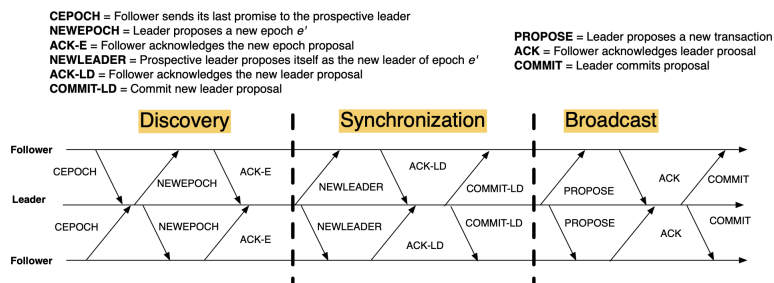 CEPOCH = Follower sends its last promise to the prospective leader
NEWEPOCH = Leader proposes a new epoch e'
ACK-E = Follower acknowledges the new epoch proposal
NEWLEADER = Prospective leader proposes itself as the new leader of epoch e'
ACK-LD = Follower acknowledges the new leader proposal
COMMIT-LD = Commit new leader proposal
PROPOSE = Leader proposes a new transaction
ACK = Follower acknowledges leader proosal
COMMIT = Leader commits proposal
Discovery
Synchronization
Broadcast
Follower
CEPOCH
NEWEPOCH
ACK-E
NEWLEADER
ACK-LD
COMMIT-LD
PROPOSE
ACK
COMMIT
Leader
CEPOCH
NEWEPOCH
ACK-E
NEWLEADER
ACK-LD
COMMIT-LD
PROPOSE
ACK
COMMIT
Follower